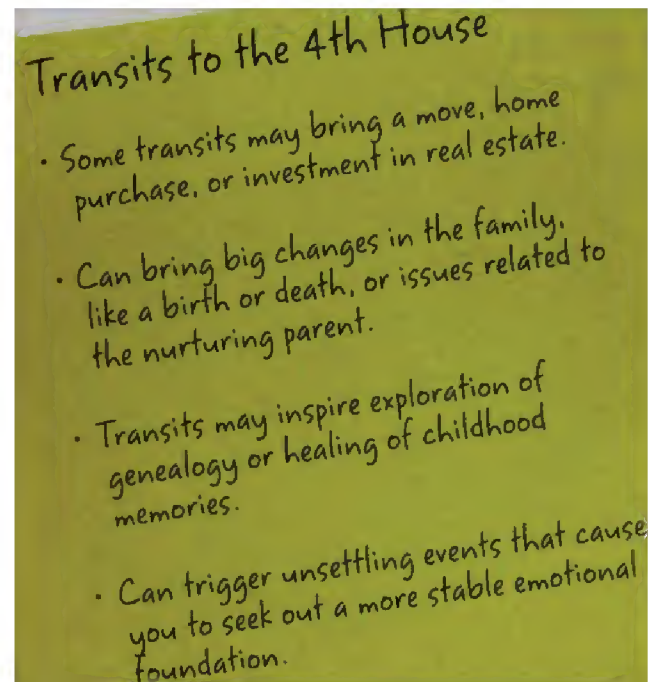 Transits to the 4th House
• Some transits may bring a move, home
purchase, or investment in real estate.
• Can bring big changes in the family,
like a birth or death, or issues related to
the nurturing parent.
• Transits may inspire exploration of
genealogy or healing of childhood
memories.
• Can trigger unsettling events that cause
you to seek out a more stable emotional
foundation.